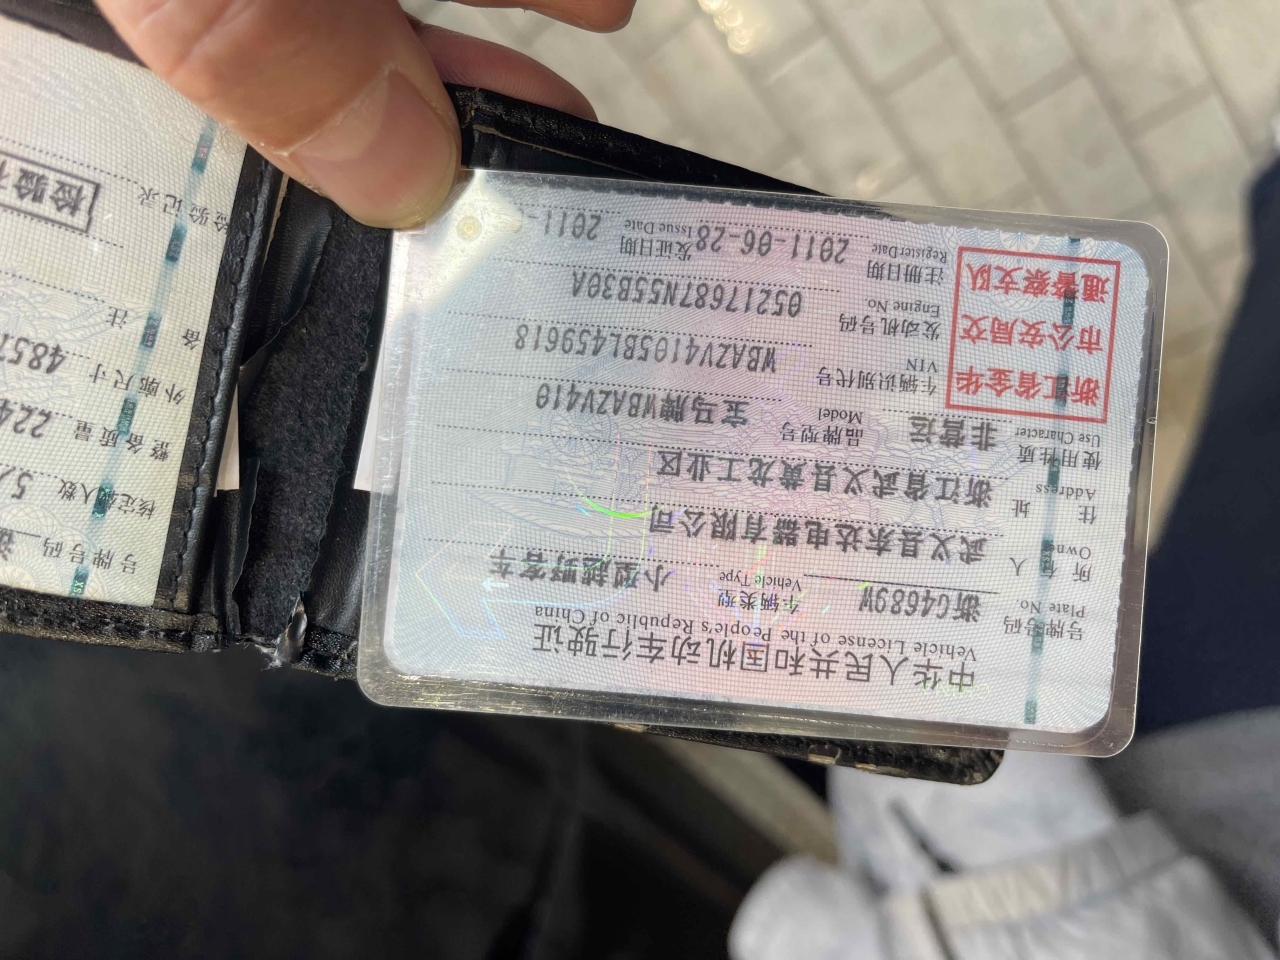 中华人民共和国机动车行驶证
Vehicle License of the People's Republic of China
号牌号码 浙G4689W 车辆类型 小型越野客车
Plate No. Vehicle Type
所有人 武义县东达电器有限公司
Owner
住址 浙江省武义县黄龙工业区
Address
使用性质 非营运 品牌型号 宝马牌WBAZV410
Use Character Model
浙江省金华
市公安局交
通警察支队
车辆识别代号 WBAZV4105BL459618
VIN
发动机号码 05217687N55B30A
Engine No.
注册日期 2011-06-28 发证日期 2011-
Register Date Issue Date
号牌号码 浙
核定载人数 5人
整备质量 224
外廓尺寸 4857
备注
检验记录
检验